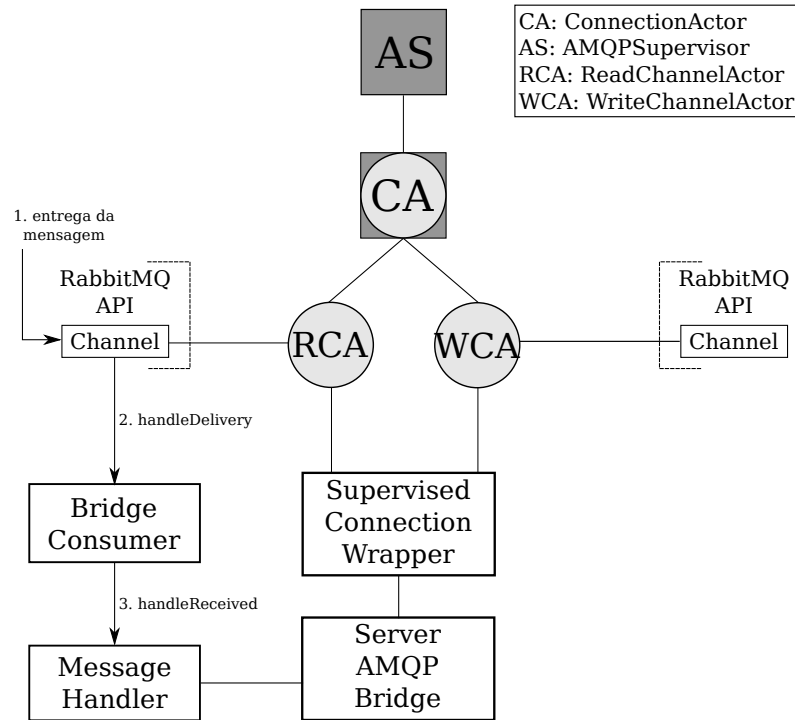 AS
CA: ConnectionActor
AS: AMQPSupervisor
RCA: ReadChannelActor
WCA: WriteChannelActor
CA
1. entrega da
mensagem
RabbitMQ
API
Channel
RCA
WCA
RabbitMQ
API
Channel
2. handleDelivery
Bridge
Consumer
Supervised
Connection
Wrapper
3. handleReceived
Message
Handler
Server
AMQP
Bridge